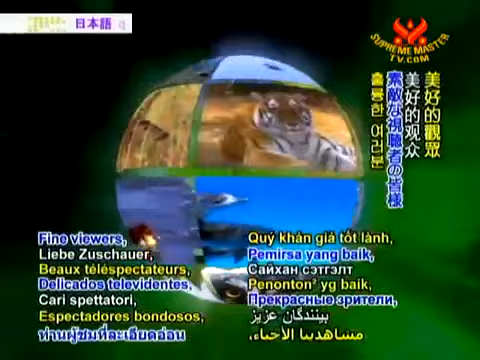 日本語
SUPREME MASTER
TV.COM
美好的觀眾
美好的观众
素敵な視聴者の皆様
훌륭한 여러분
Fine viewers,
Liebe Zuschauer,
Beaux téléspectateurs,
Delicados televidentes,
Cari spettatori,
Espectadores bondosos,
ท่านผู้ชมที่ละเอียดอ่อน
Quý khán giả tốt lành,
Pemirsa yang baik,
Сайхан сэтгэлт
Penonton² yg baik,
Прекрасные зрители,
بینندگان عزیز
مشاهدينا الأحباء،